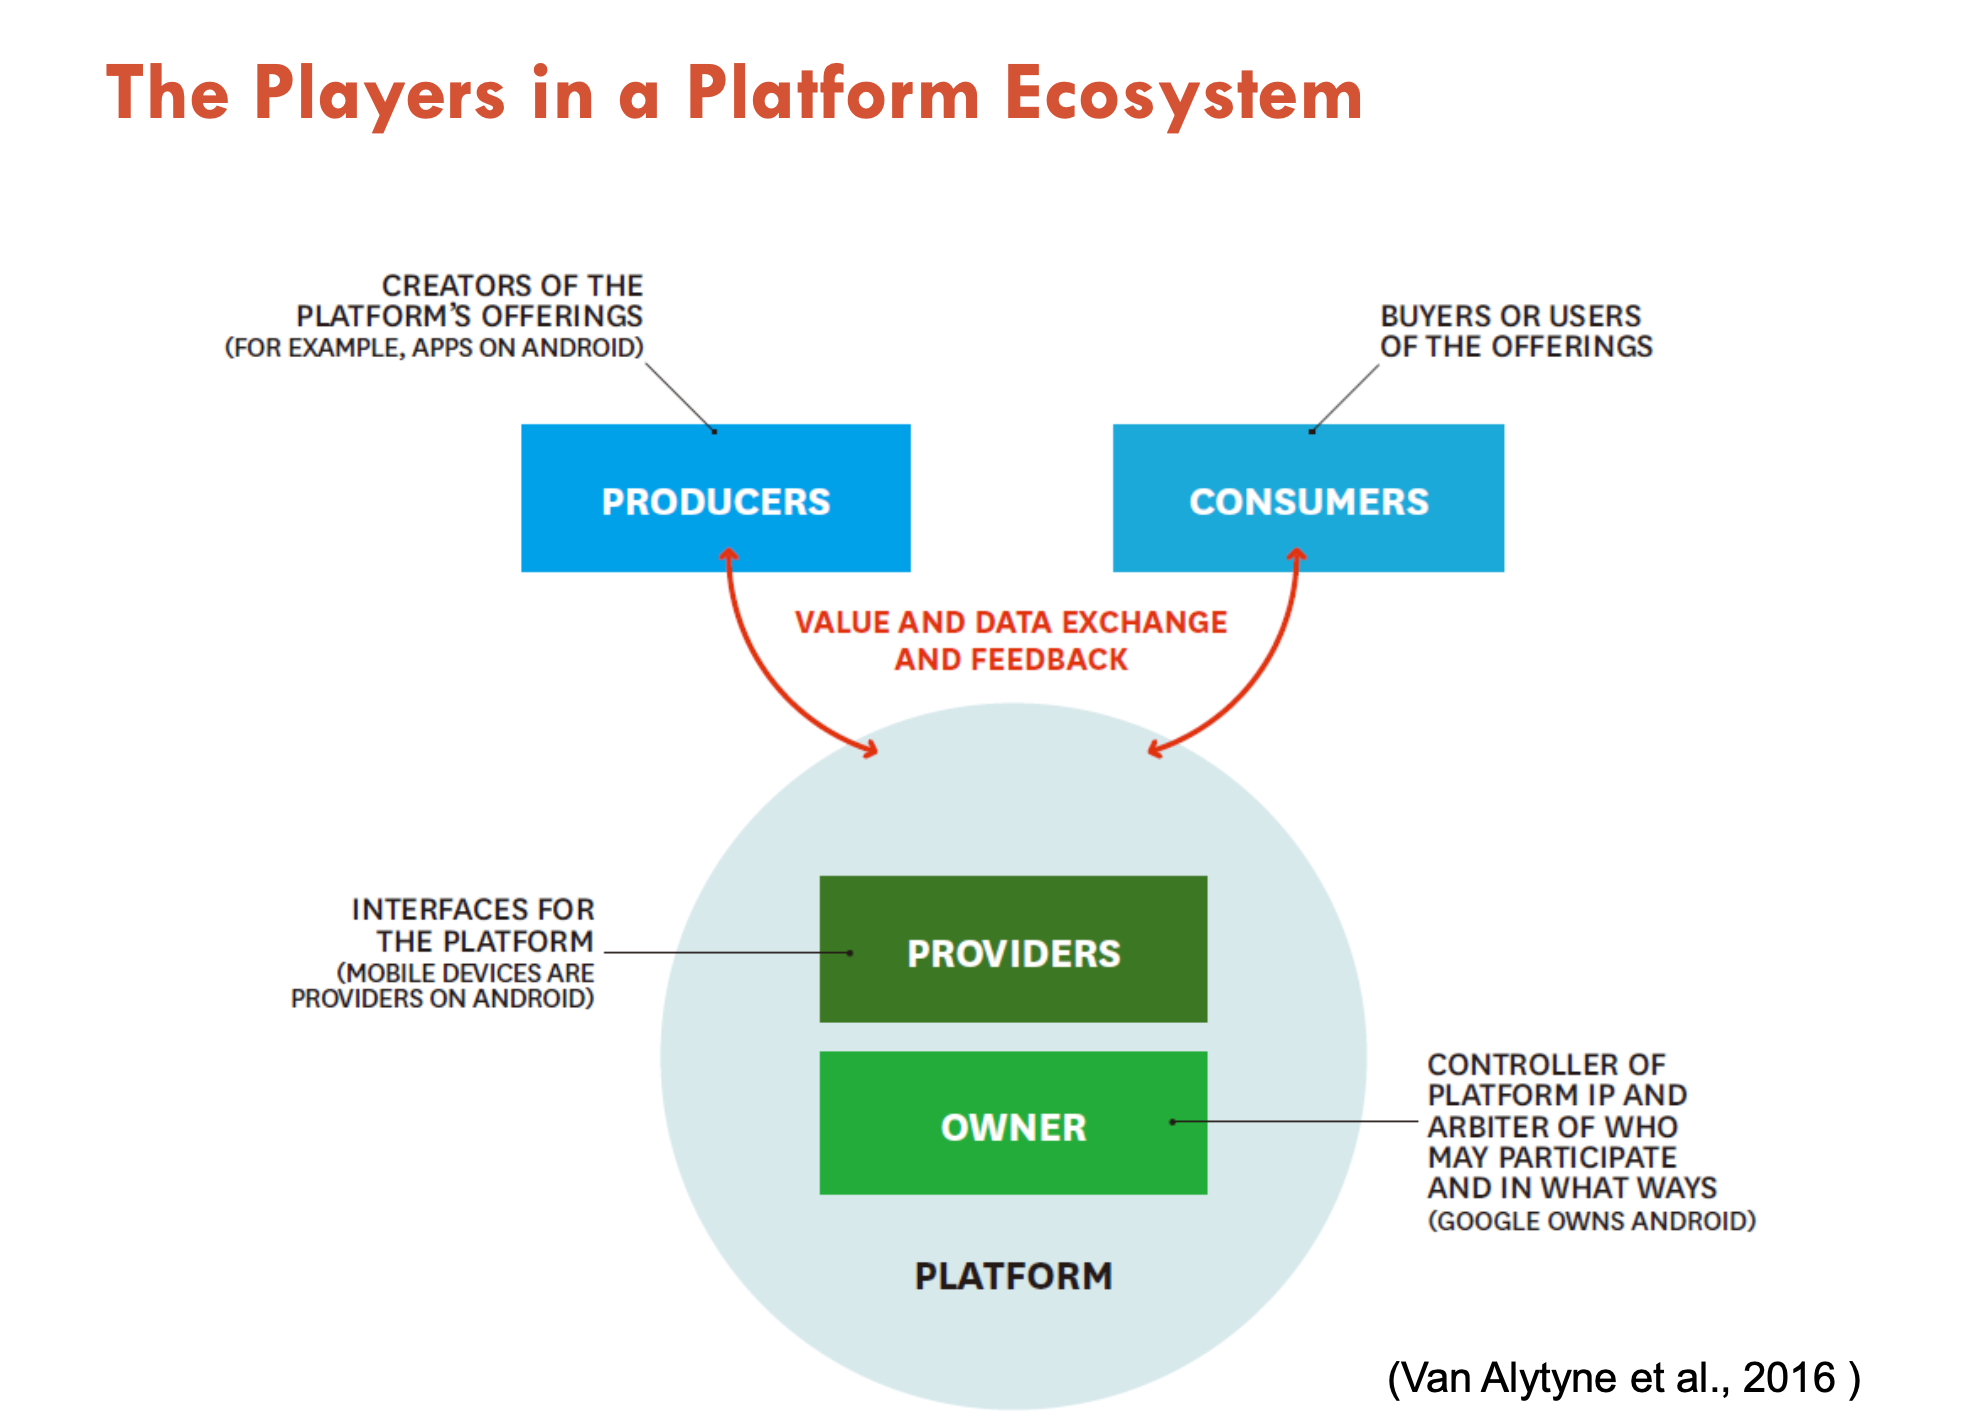 The Players in a Platform Ecosystem
CREATORS OF THE
PLATFORM'S OFFERINGS
(FOR EXAMPLE, APPS ON ANDROID)
BUYERS OR USERS
OF THE OFFERINGS
PRODUCERS
CONSUMERS
VALUE AND DATA EXCHANGE
AND FEEDBACK
INTERFACES FOR
THE PLATFORM
(MOBILE DEVICES ARE
PROVIDERS ON ANDROID)
PROVIDERS
OWNER
CONTROLLER OF
PLATFORM IP AND
ARBITER OF WHO
MAY PARTICIPATE
AND IN WHAT WAYS
(GOOGLE OWNS ANDROID)
PLATFORM
(Van Alytyne et al., 2016 )